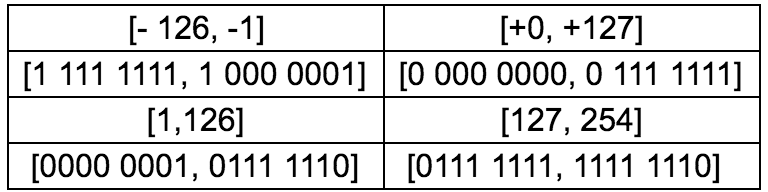 [- 126, -1] [+0, +127]
[1 111 1111, 1 000 0001] [0 000 0000, 0 111 1111]
[1,126] [127, 254]
[0000 0001, 0111 1110] [0111 1111, 1111 1110]